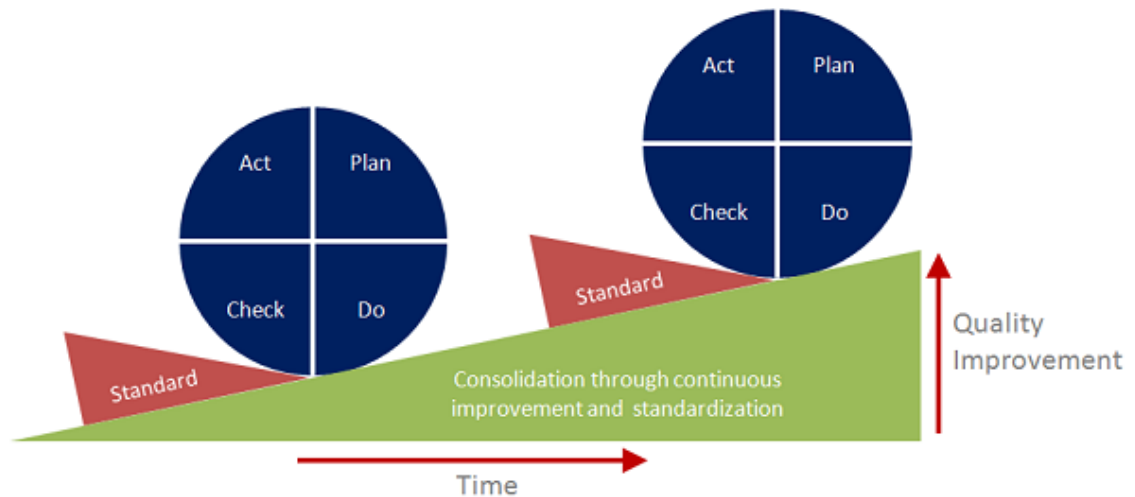 Act
Plan
Check
Do
Standard
Act
Plan
Check
Do
Standard
Consolidation through continuous
improvement and standardization
Quality
Improvement
Time